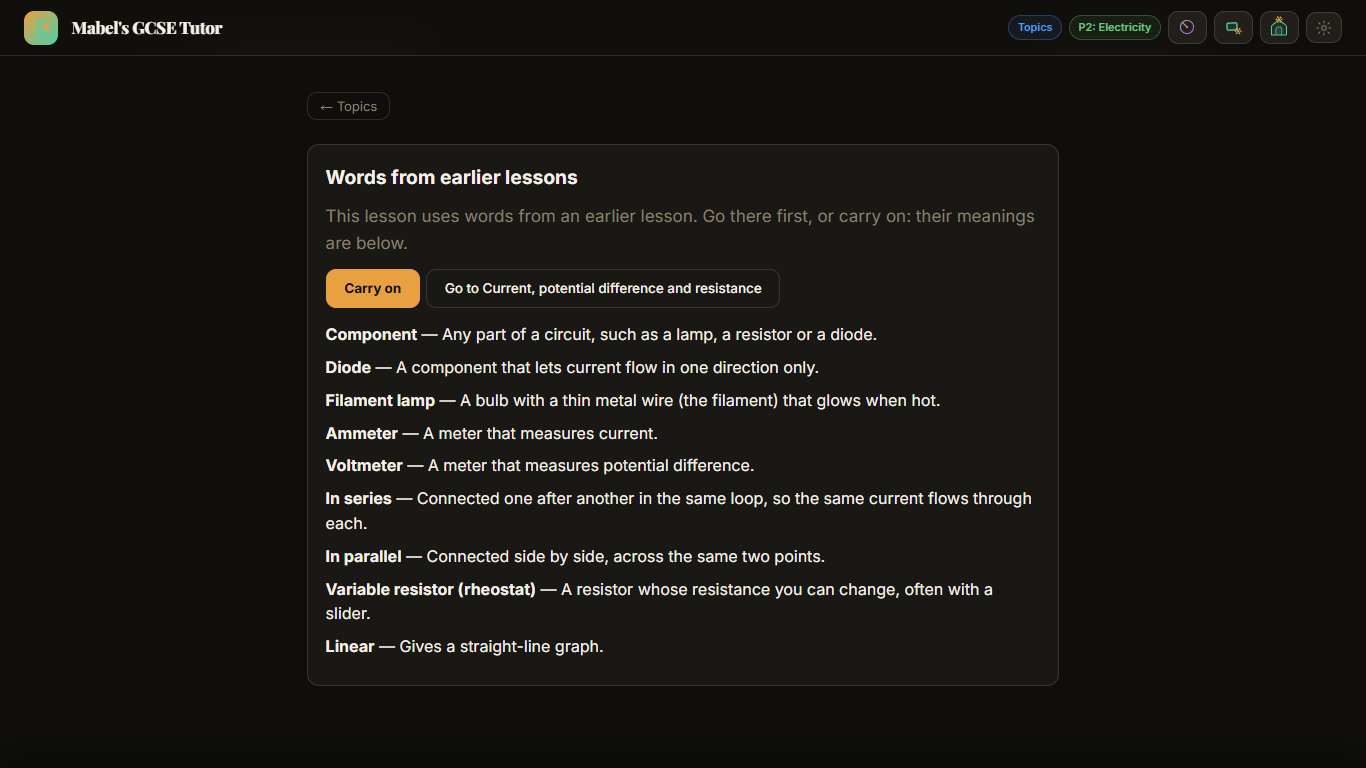 Mabel's GCSE Tutor
Topics
P2: Electricity
← Topics
Words from earlier lessons
This lesson uses words from an earlier lesson. Go there first, or carry on: their meanings
are below.
Carry on
Go to Current, potential difference and resistance
Component — Any part of a circuit, such as a lamp, a resistor or a diode.
Diode — A component that lets current flow in one direction only.
Filament lamp — A bulb with a thin metal wire (the filament) that glows when hot.
Ammeter — A meter that measures current.
Voltmeter — A meter that measures potential difference.
In series — Connected one after another in the same loop, so the same current flows through
each.
In parallel — Connected side by side, across the same two points.
Variable resistor (rheostat) — A resistor whose resistance you can change, often with a
slider.
Linear — Gives a straight-line graph.